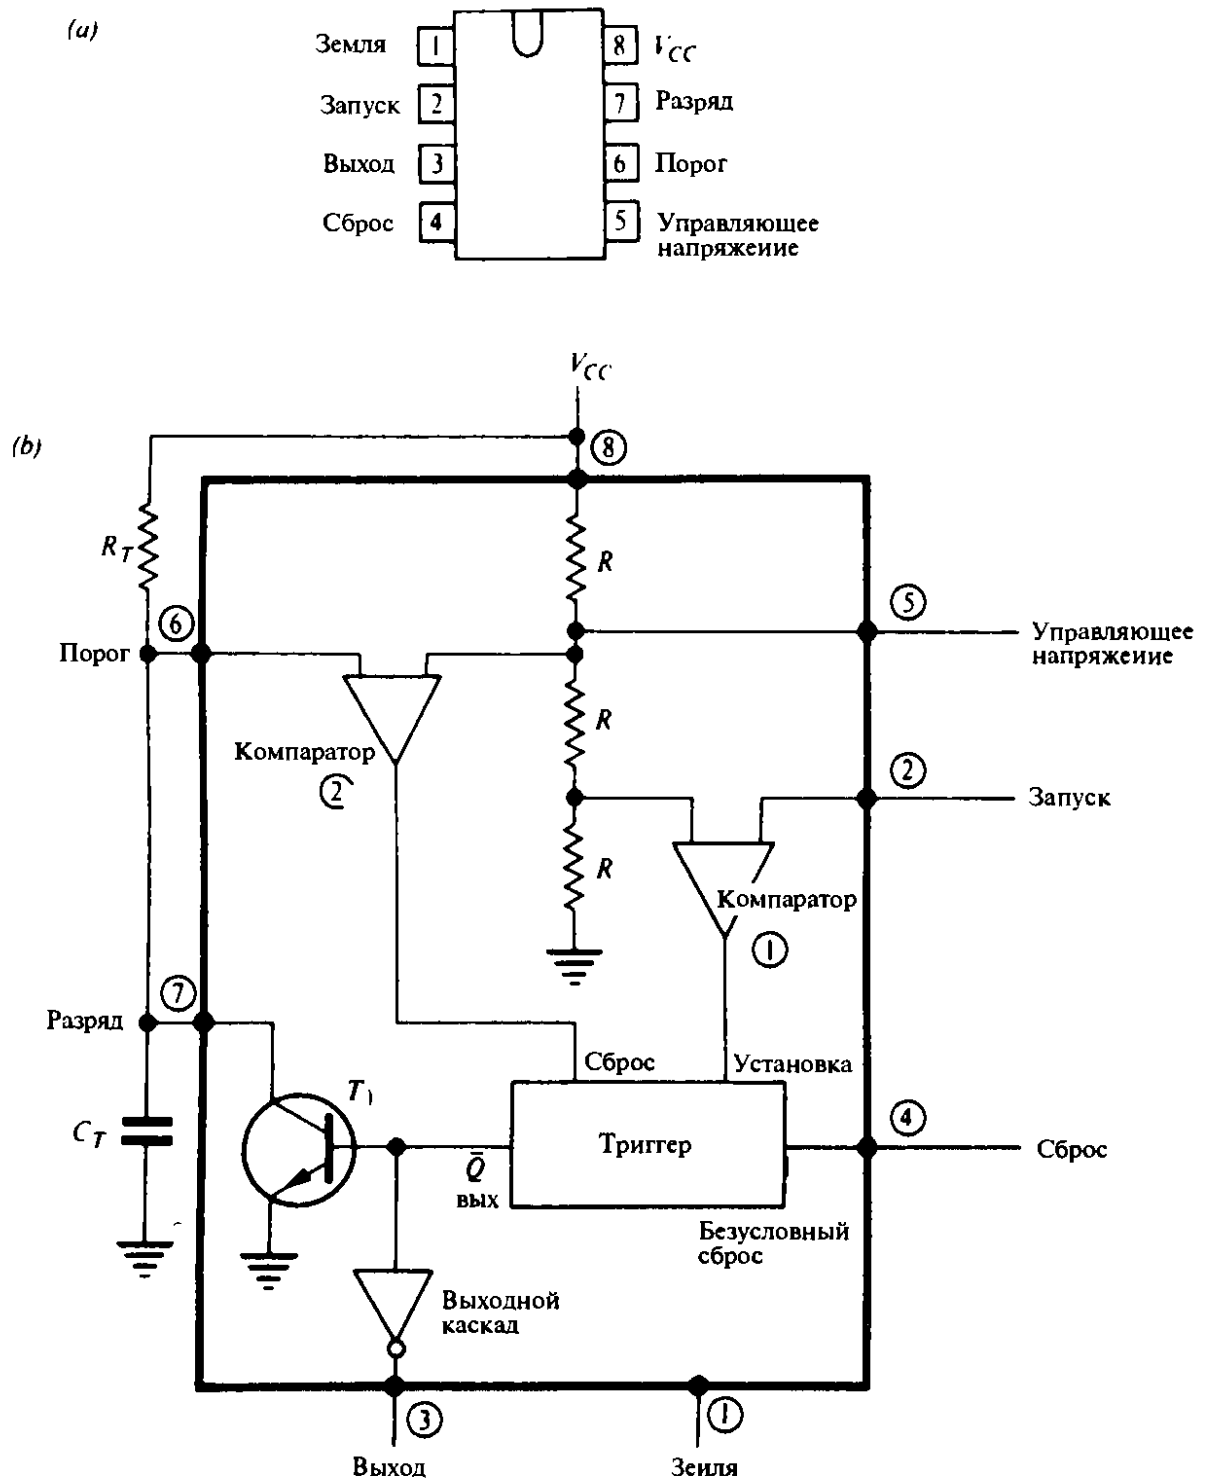 (a)
Земля 1
8 VCC
Запуск 2
7 Разряд
Выход 3
6 Порог
Сброс 4
5 Управляющее
напряжение
VCC
(b)
8
RT
R
6
5
Порог
Управляющее
напряжение
R
Компаратор
2
2
Запуск
R
Компаратор
1
7
Разряд
Сброс
Установка
T1
4
CT
Q̄
вых
Триггер
Сброс
Безусловный
сброс
Выходной
каскад
3
1
Выход
Зеиля